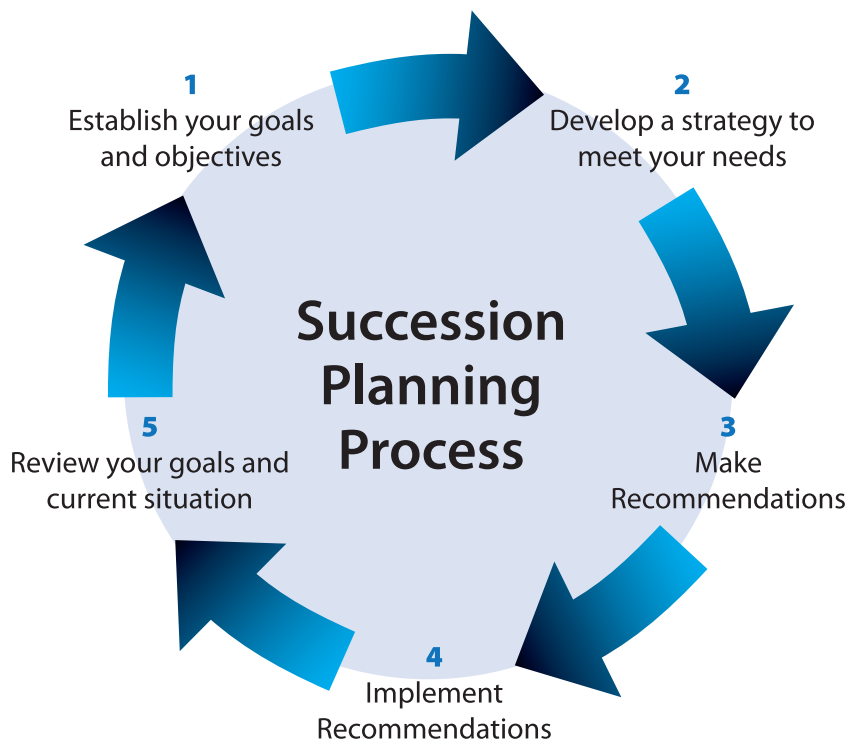 1
Establish your goals
and objectives
2
Develop a strategy to
meet your needs
Succession
Planning
Process
3
Make
Recommendations
4
Implement
Recommendations
5
Review your goals and
current situation